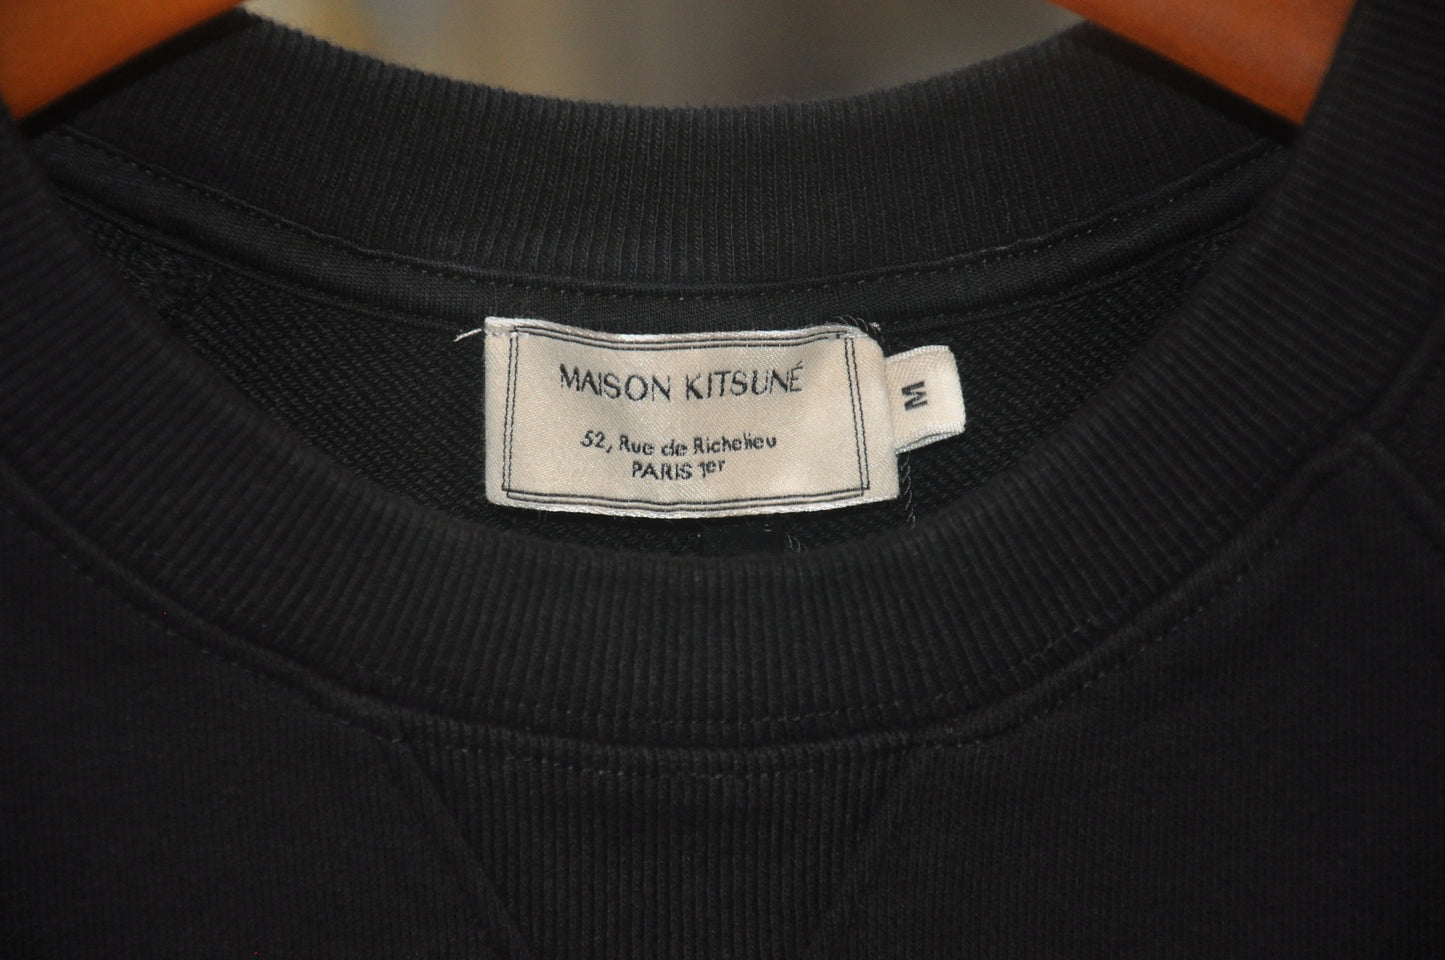 MAISON KITSUNÉ
52, Rue de Richelieu
PARIS 1er
M